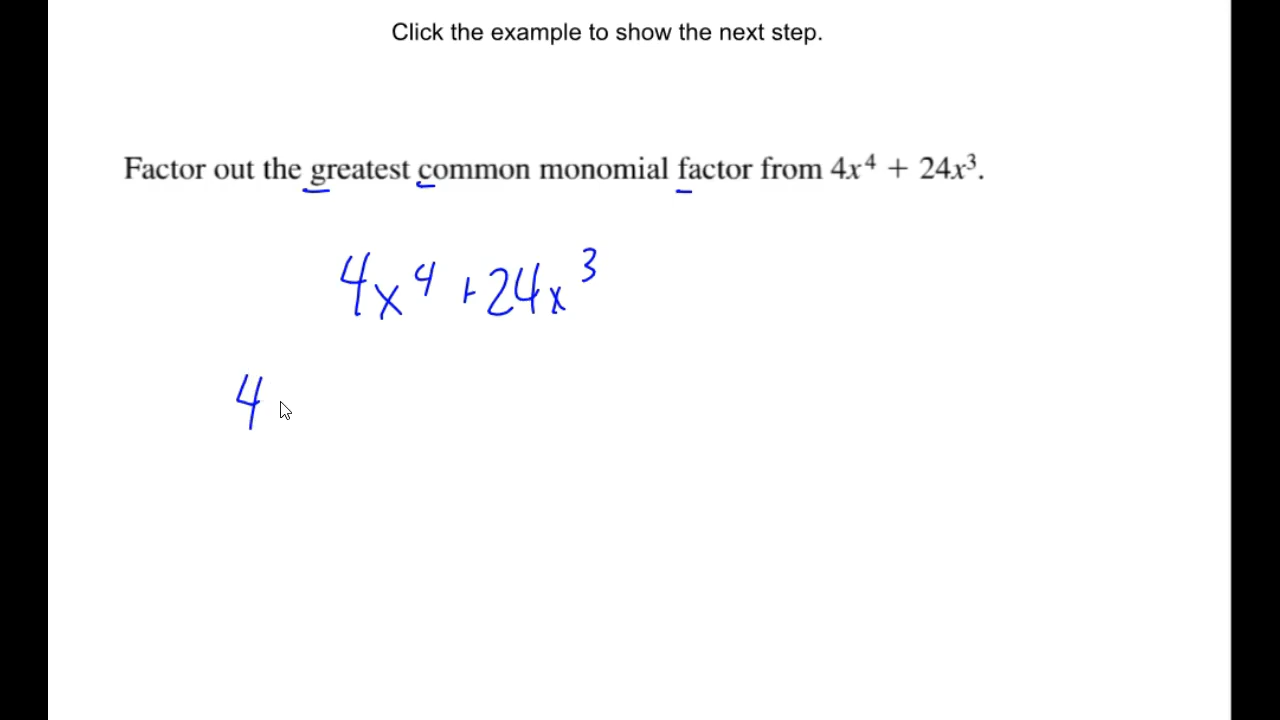 Click the example to show the next step.
Factor out the greatest common monomial factor from 4x⁴ + 24x³.
4x⁴ + 24x³
4